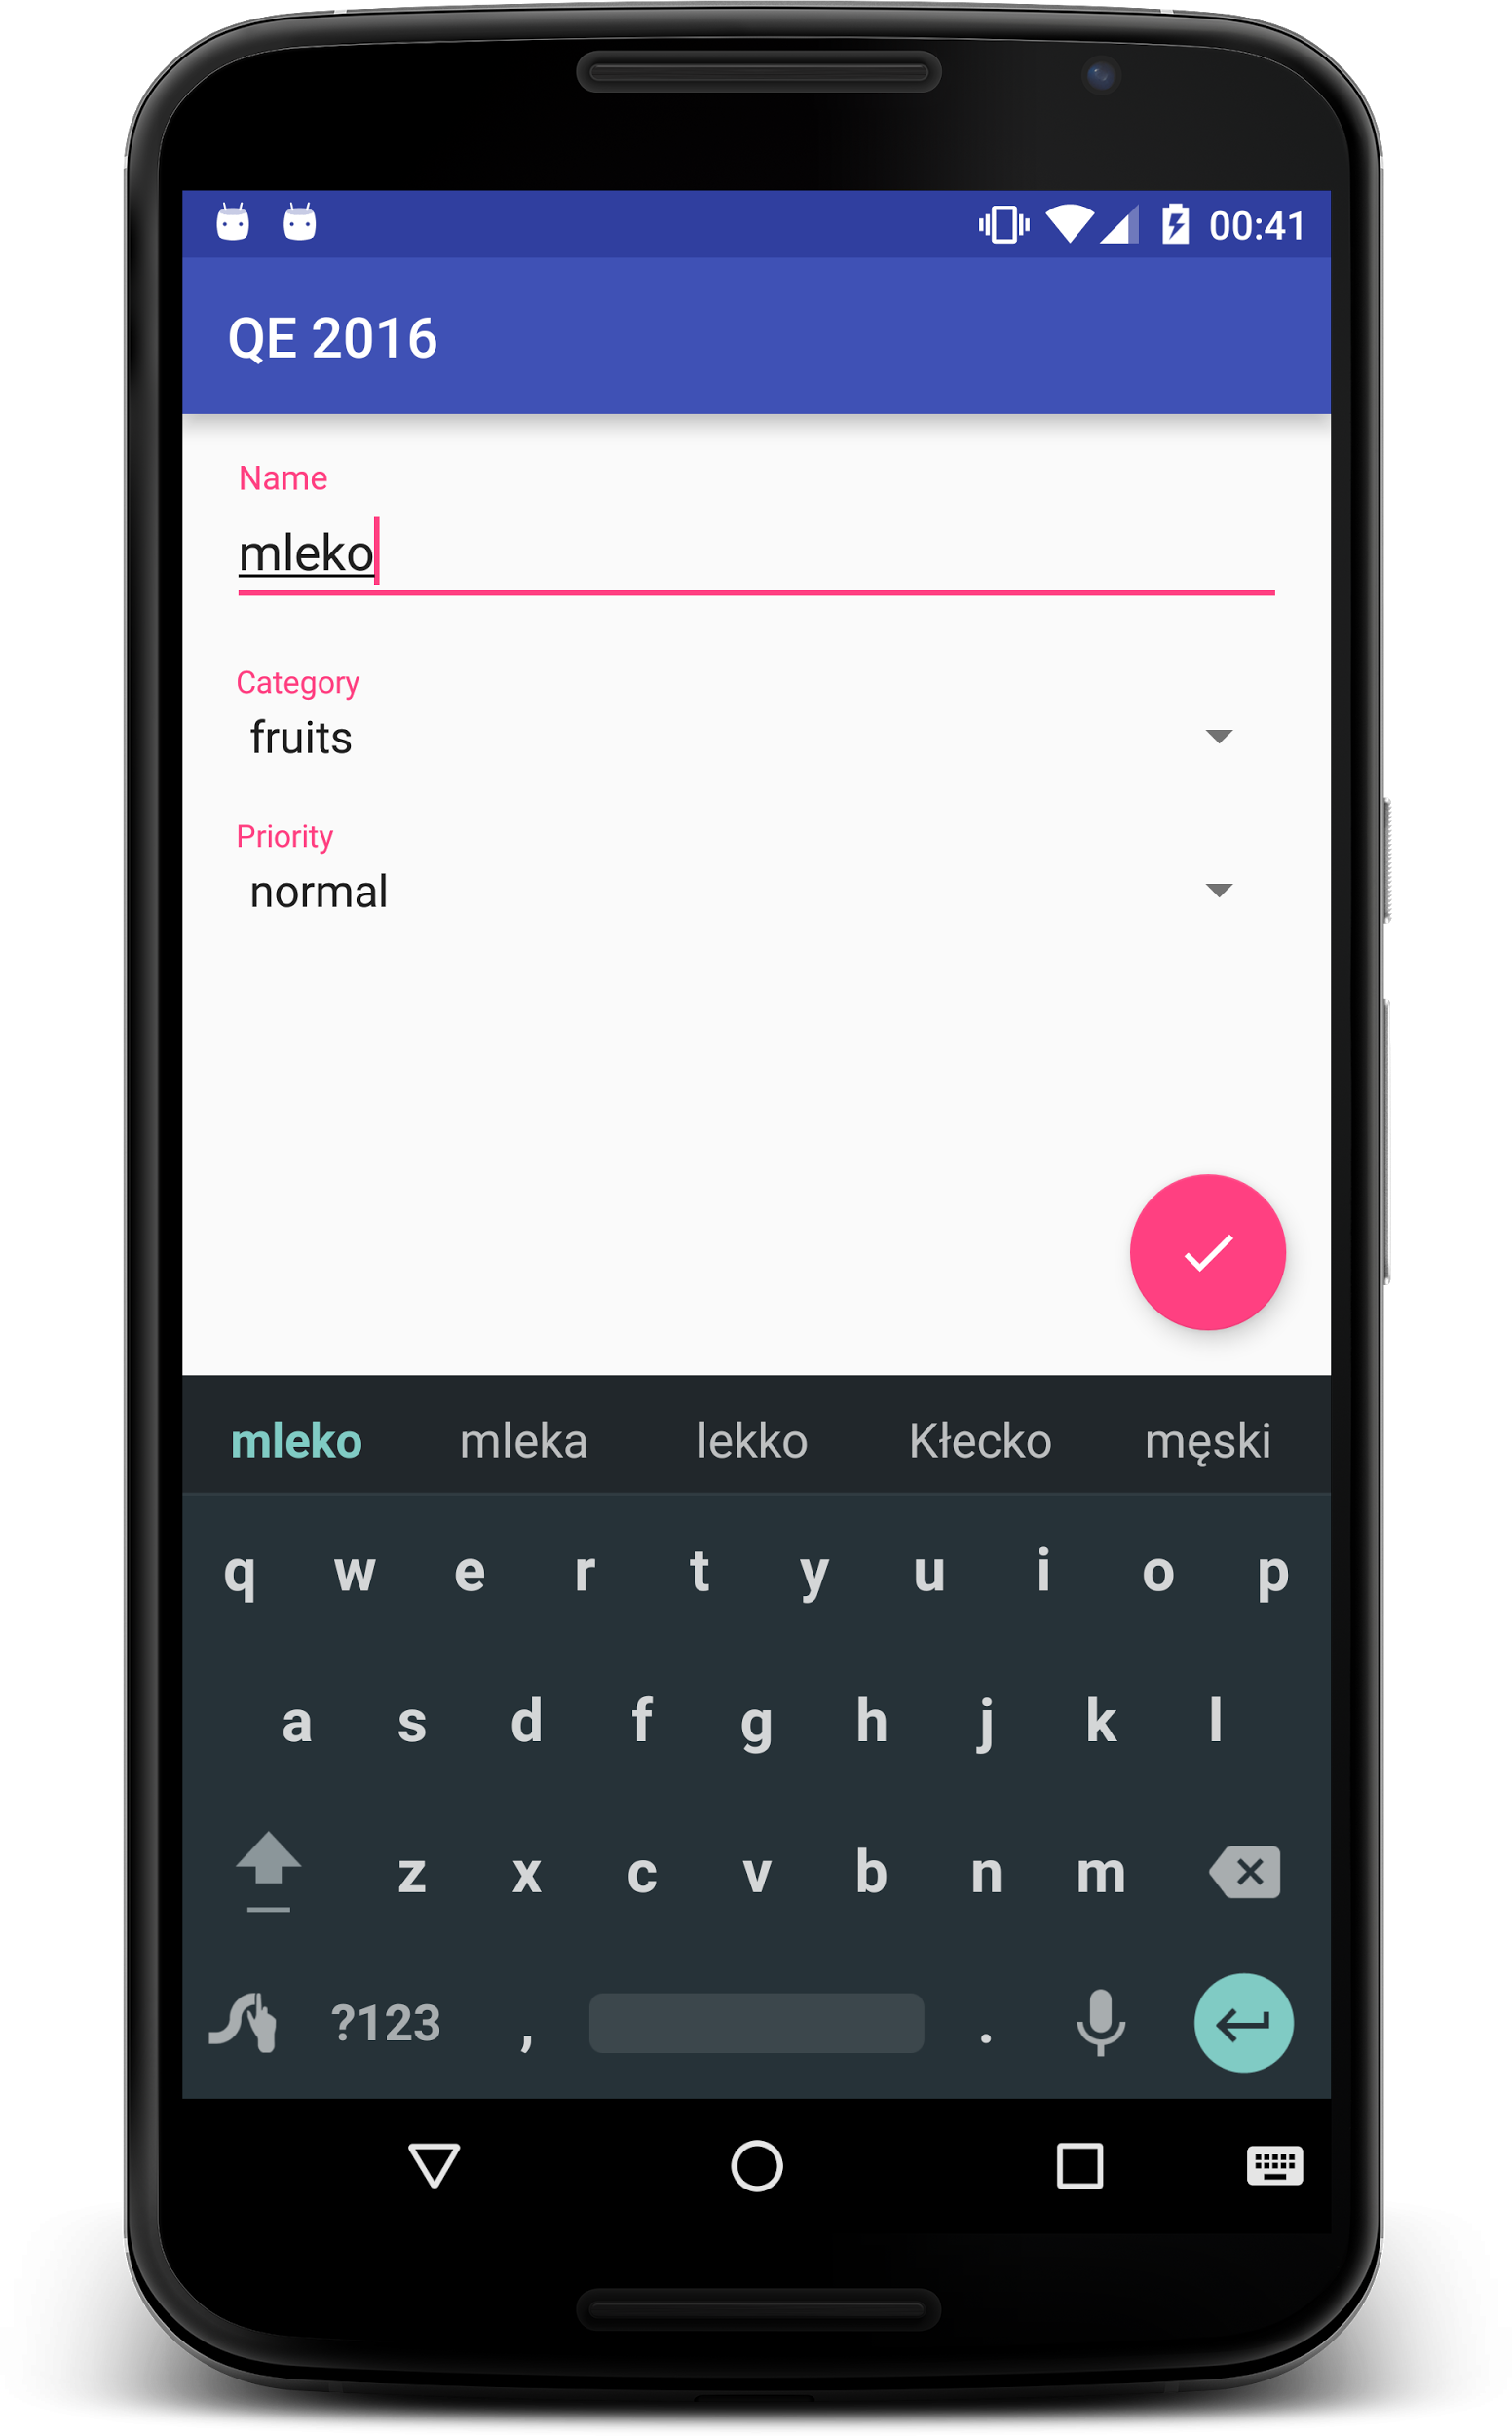 00:41
QE 2016
Name
mleko
Category
fruits
Priority
normal
mleko mleka lekko Kłecko męski
q w e r t y u i o p
a s d f g h j k l
z x c v b n m
?123 , .